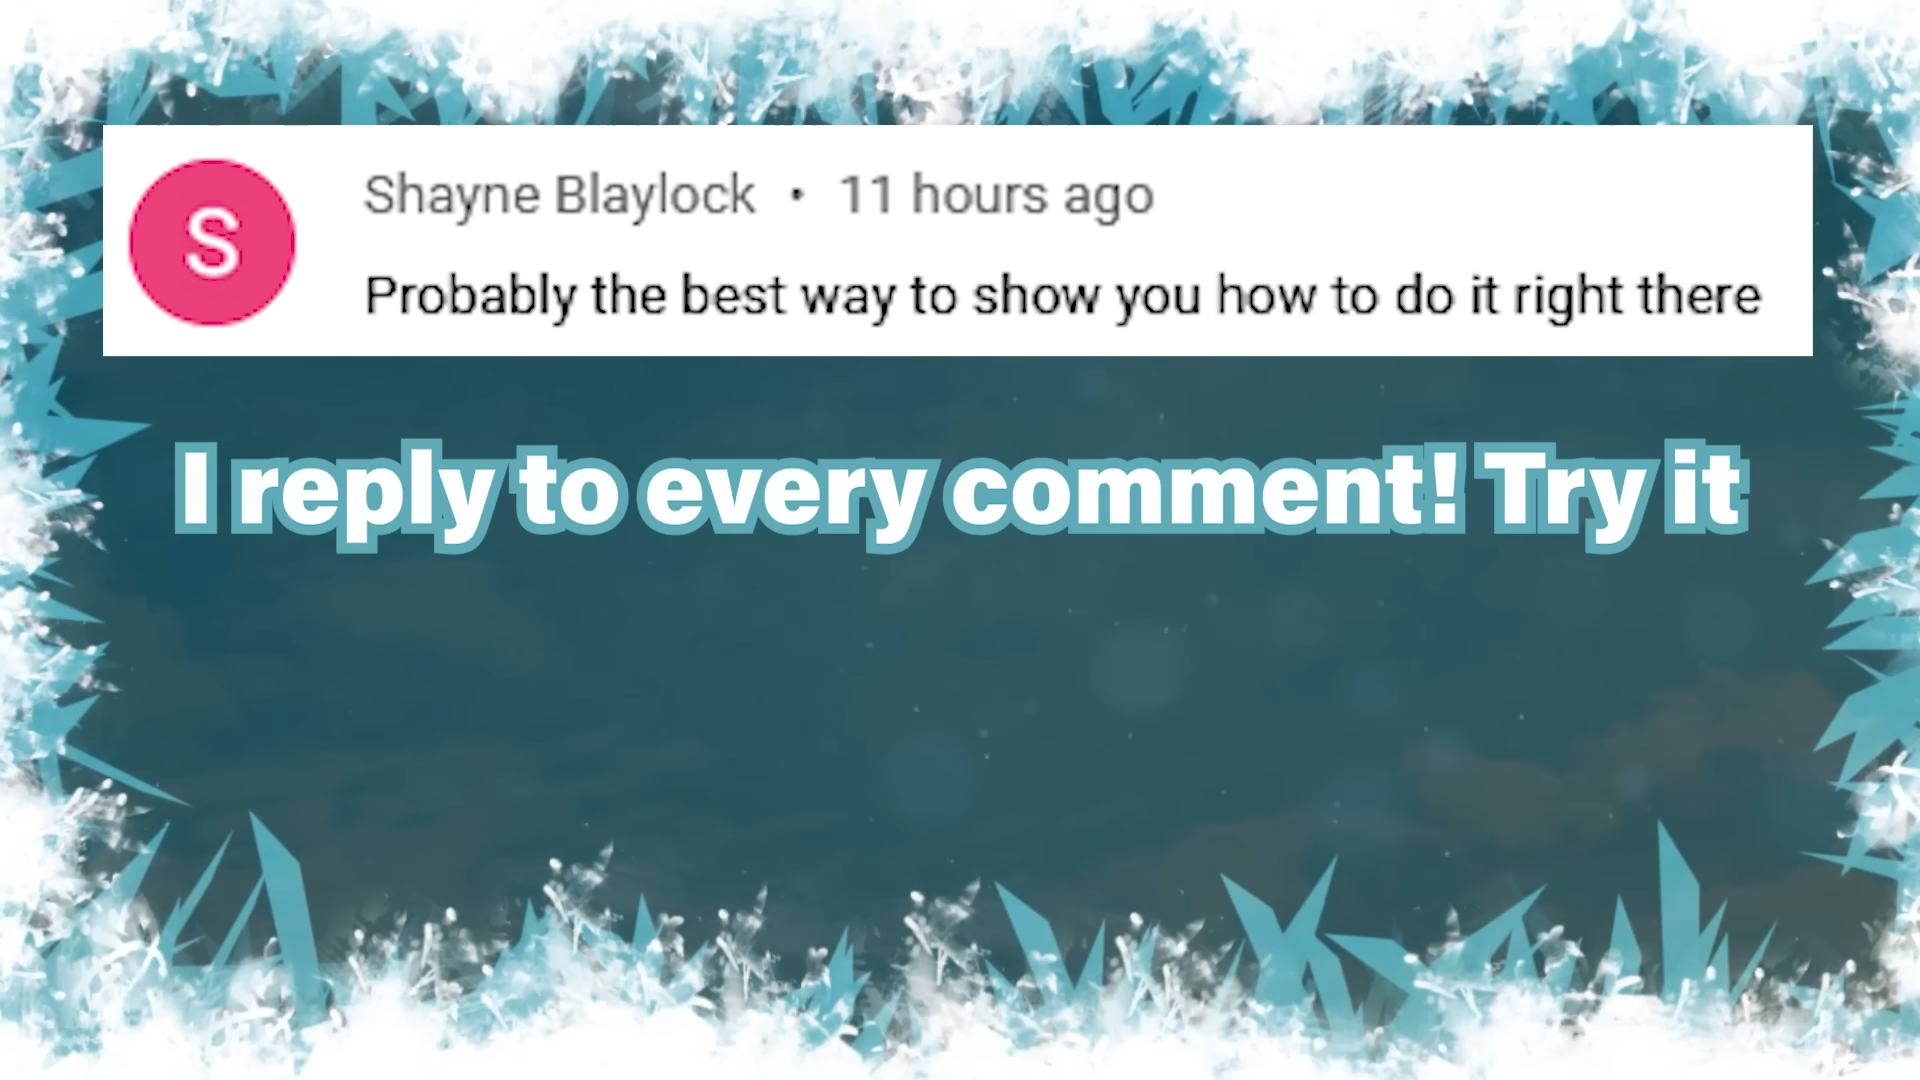 S
Shayne Blaylock • 11 hours ago
Probably the best way to show you how to do it right there
I reply to every comment! Try it